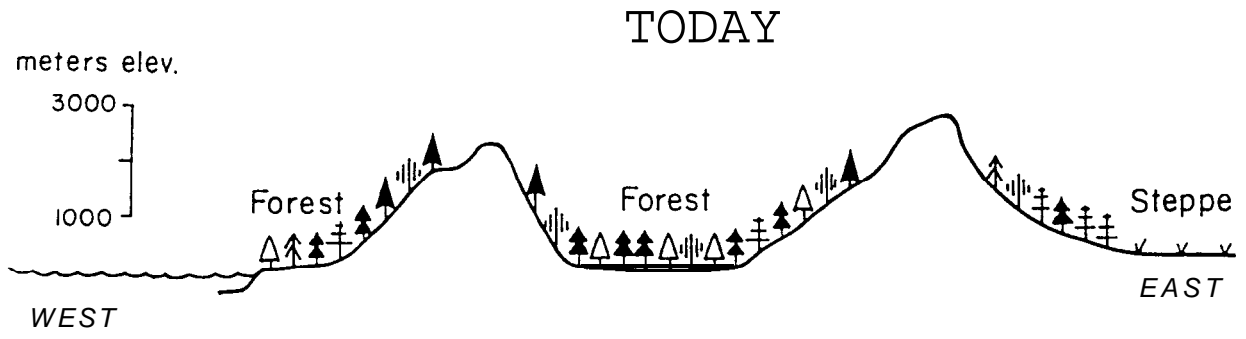 TODAY
meters elev.
3000
1000
Forest
Forest
Steppe
WEST
EAST